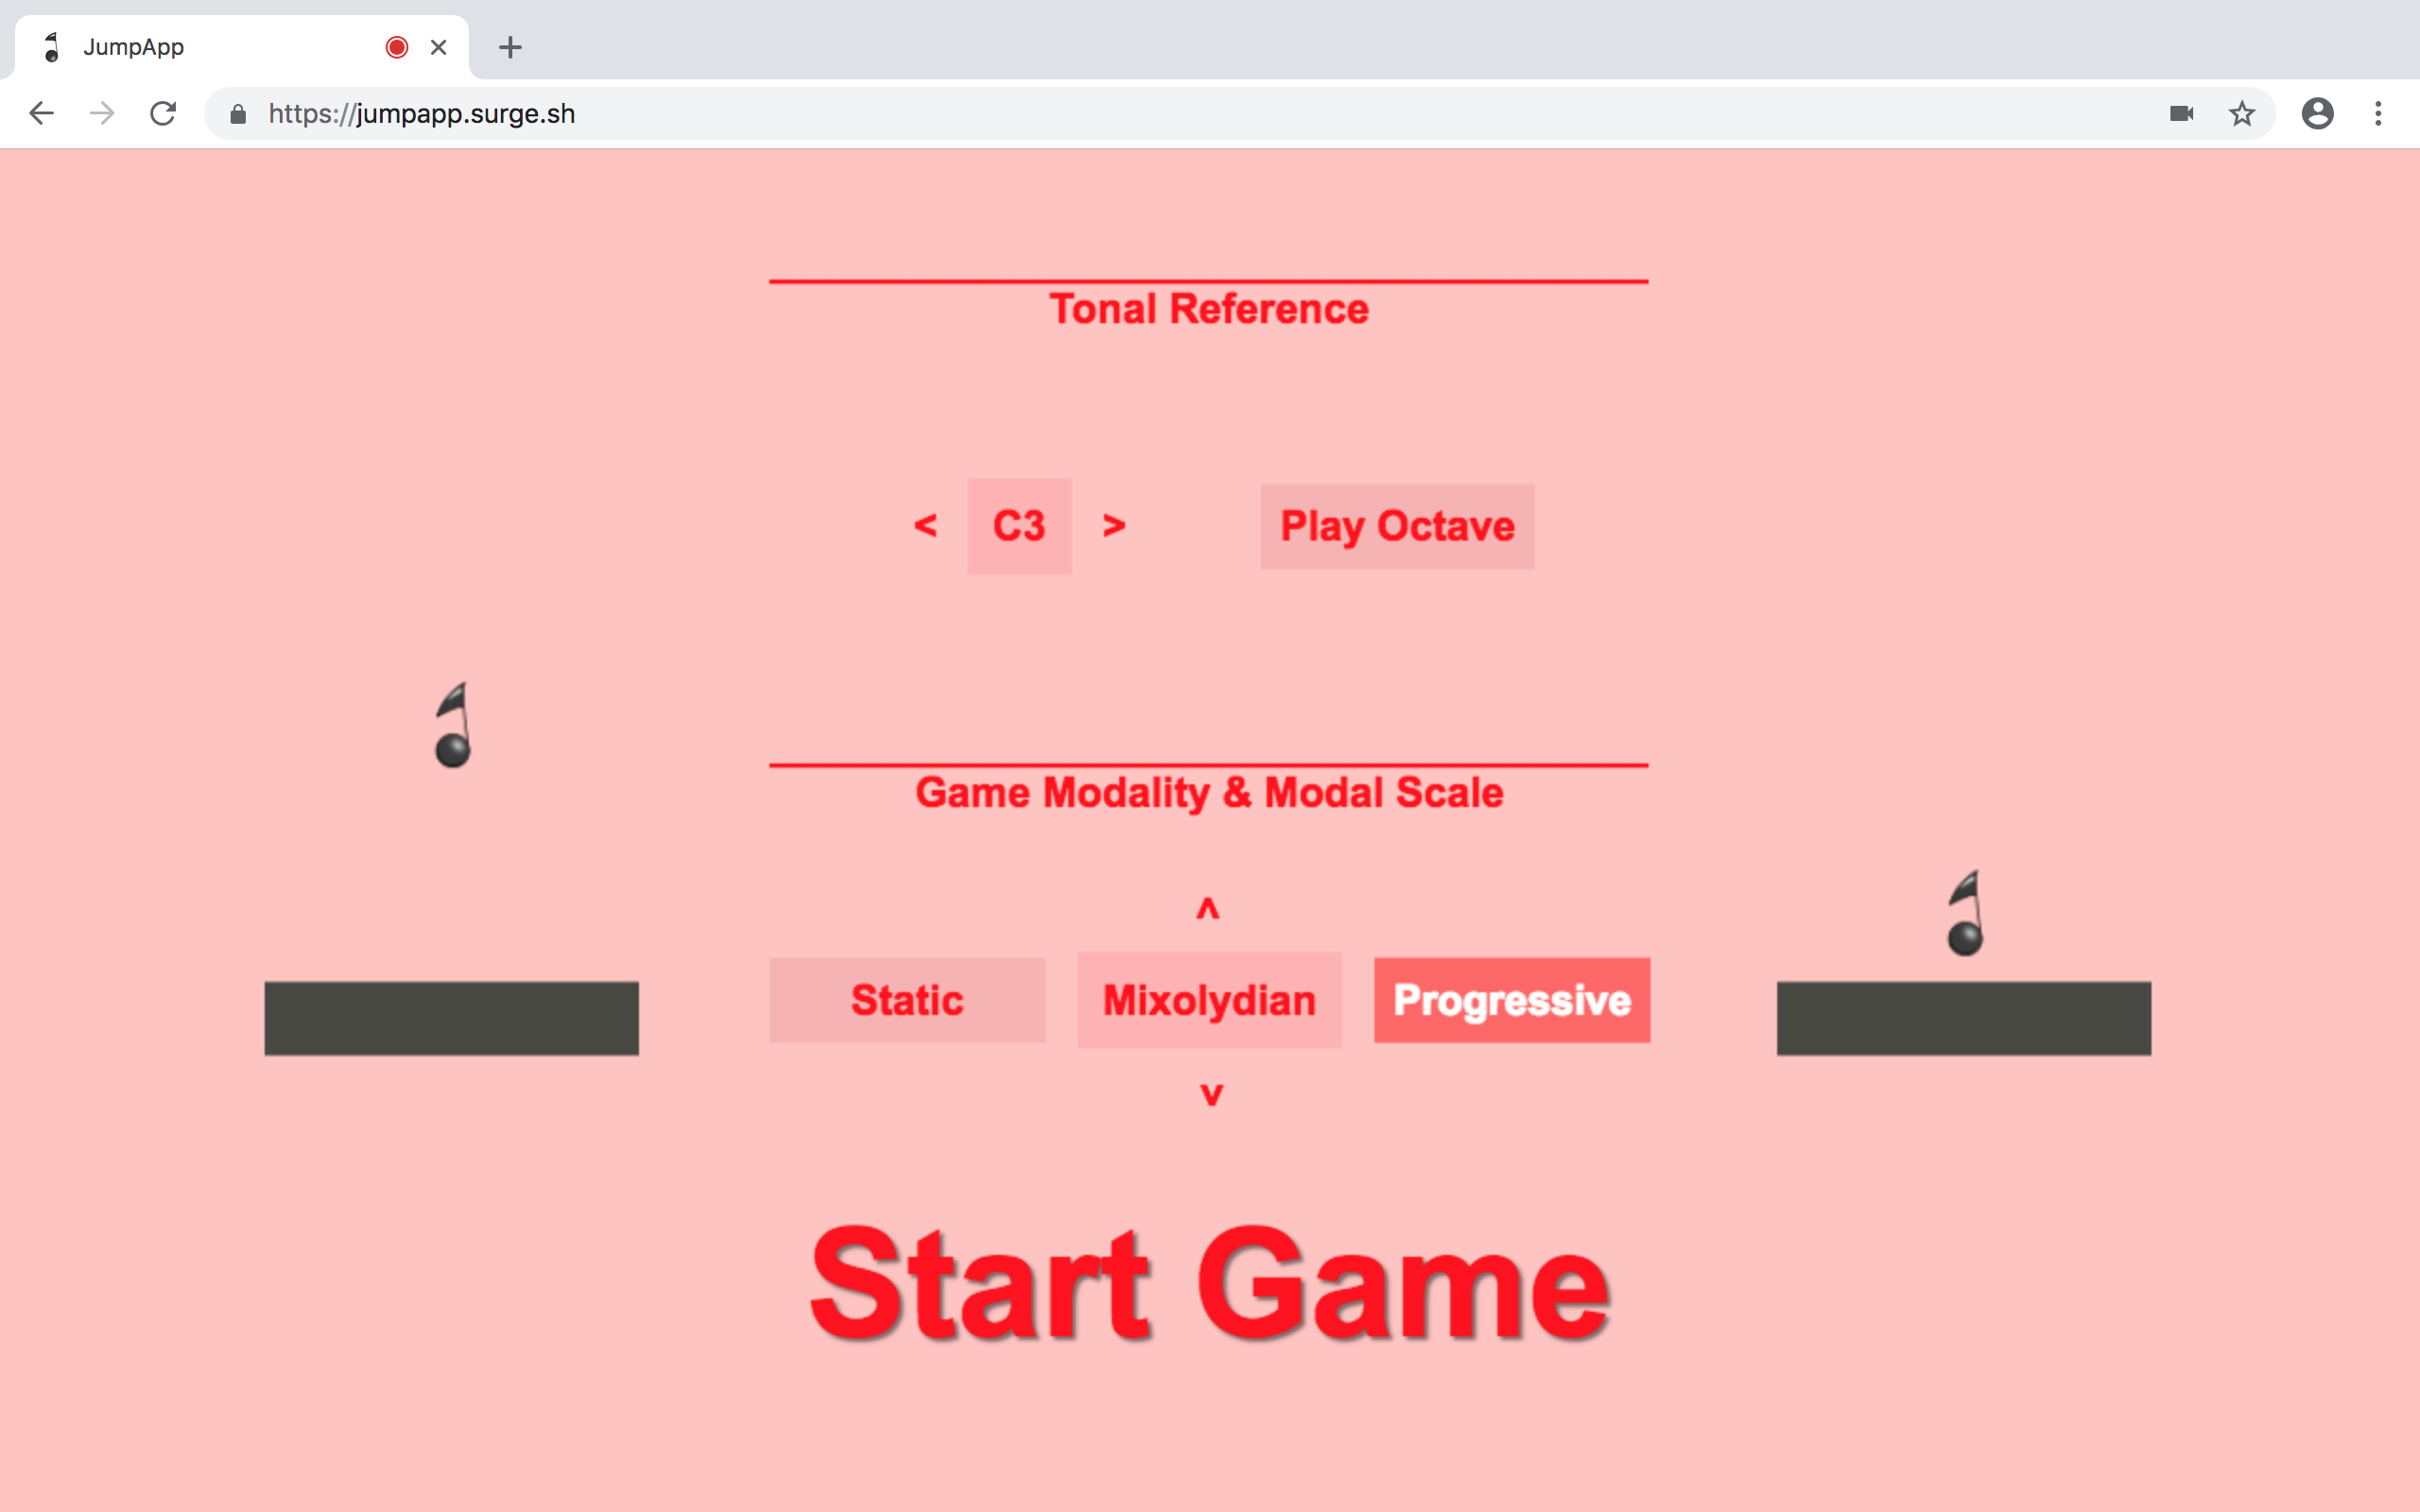 JumpApp
https://jumpapp.surge.sh
Tonal Reference
< C3 > Play Octave
Game Modality & Modal Scale
^
Static Mixolydian Progressive
v
Start Game